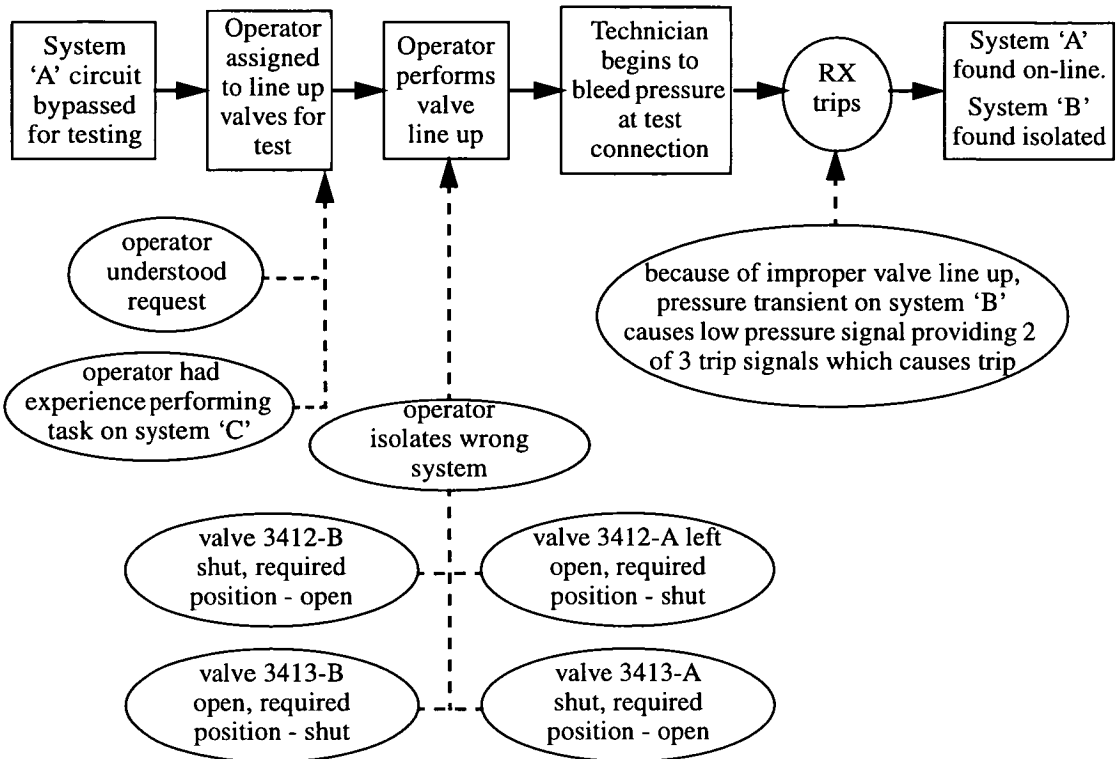 System
‘A’ circuit
bypassed
for testing
Operator
assigned
to line up
valves for
test
Operator
performs
valve
line up
Technician
begins to
bleed pressure
at test
connection
RX
trips
System ‘A’
found on-line.
System ‘B’
found isolated
operator
understood
request
operator had
experience performing
task on system ‘C’
operator
isolates wrong
system
because of improper valve line up,
pressure transient on system ‘B’
causes low pressure signal providing 2
of 3 trip signals which causes trip
valve 3412-B
shut, required
position - open
valve 3412-A left
open, required
position - shut
valve 3413-B
open, required
position - shut
valve 3413-A
shut, required
position - open